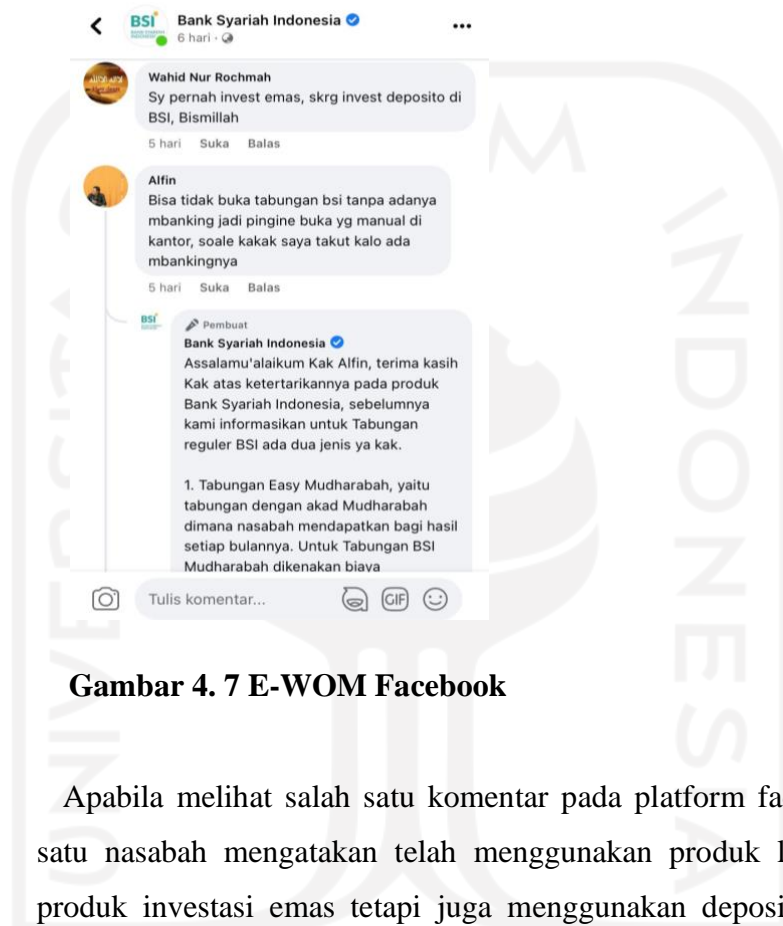 BSI Bank Syariah Indonesia
6 hari ·
Wahid Nur Rochmah
Sy pernah invest emas, skrg invest deposito di
BSI, Bismillah
5 hari Suka Balas
Alfin
Bisa tidak buka tabungan bsi tanpa adanya
mbanking jadi pingine buka yg manual di
kantor, soale kakak saya takut kalo ada
mbankingnya
5 hari Suka Balas
BSI Pembuat
Bank Syariah Indonesia
Assalamu'alaikum Kak Alfin, terima kasih
Kak atas ketertarikannya pada produk
Bank Syariah Indonesia, sebelumnya
kami informasikan untuk Tabungan
reguler BSI ada dua jenis ya kak.
1. Tabungan Easy Mudharabah, yaitu
tabungan dengan akad Mudharabah
dimana nasabah mendapatkan bagi hasil
setiap bulannya. Untuk Tabungan BSI
Mudharabah dikenakan biaya
Tulis komentar... GIF
Gambar 4. 7 E-WOM Facebook
Apabila melihat salah satu komentar pada platform fa
satu nasabah mengatakan telah menggunakan produk
produk investasi emas tetapi juga menggunakan deposi
INDONESIA